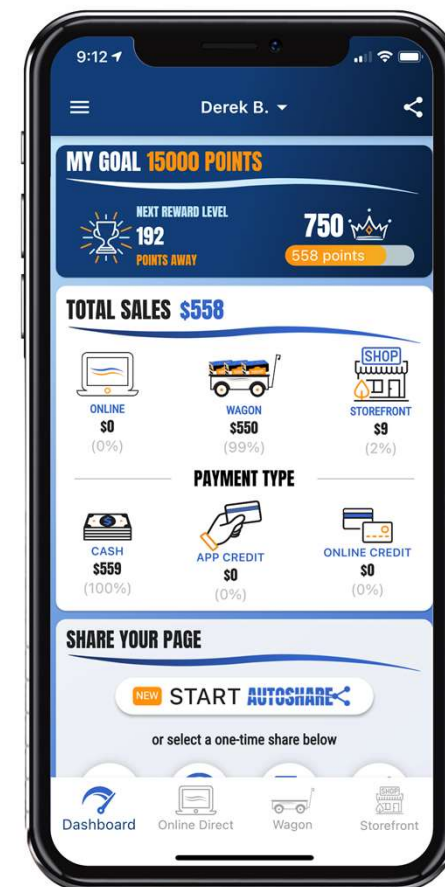 9:12
Derek B.
MY GOAL 15000 POINTS
NEXT REWARD LEVEL
192
POINTS AWAY
750
558 points
TOTAL SALES $558
ONLINE
$0
(0%)
WAGON
$550
(99%)
SHOP
STOREFRONT
$9
(2%)
PAYMENT TYPE
CASH
$559
(100%)
APP CREDIT
$0
(0%)
ONLINE CREDIT
$0
(0%)
SHARE YOUR PAGE
NEW START AUTOSHARE
or select a one-time share below
Dashboard
Online Direct
Wagon
SHOP
Storefront